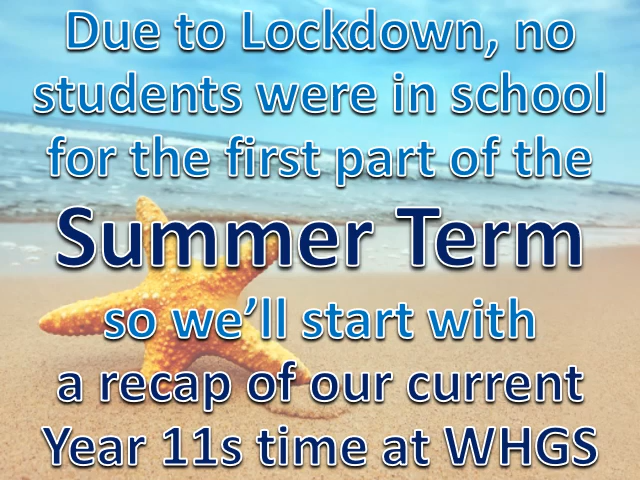 Due to Lockdown, no
students were in school
for the first part of the
Summer Term
so we'll start with
a recap of our current
Year 11s time at WHGS